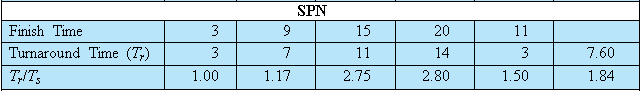 SPN
Finish Time 3 9 15 20 11
Turnaround Time (Tr) 3 7 11 14 3 7.60
Tr/Ts 1.00 1.17 2.75 2.80 1.50 1.84